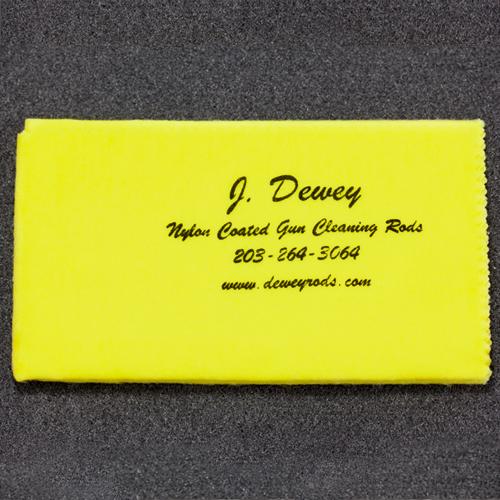 J. Dewey
Nylon Coated Gun Cleaning Rods
203-264-3064
www.deweyrods.com